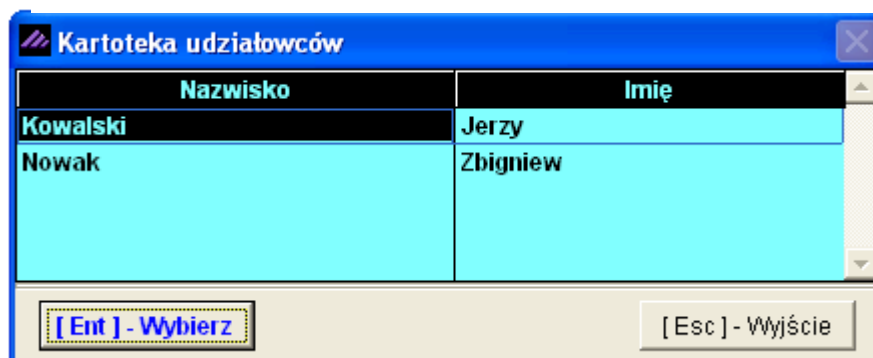 Kartoteka udziałowców
Nazwisko Imię
Kowalski Jerzy
Nowak Zbigniew
[ Ent ] - Wybierz [ Esc ] - Wyjście